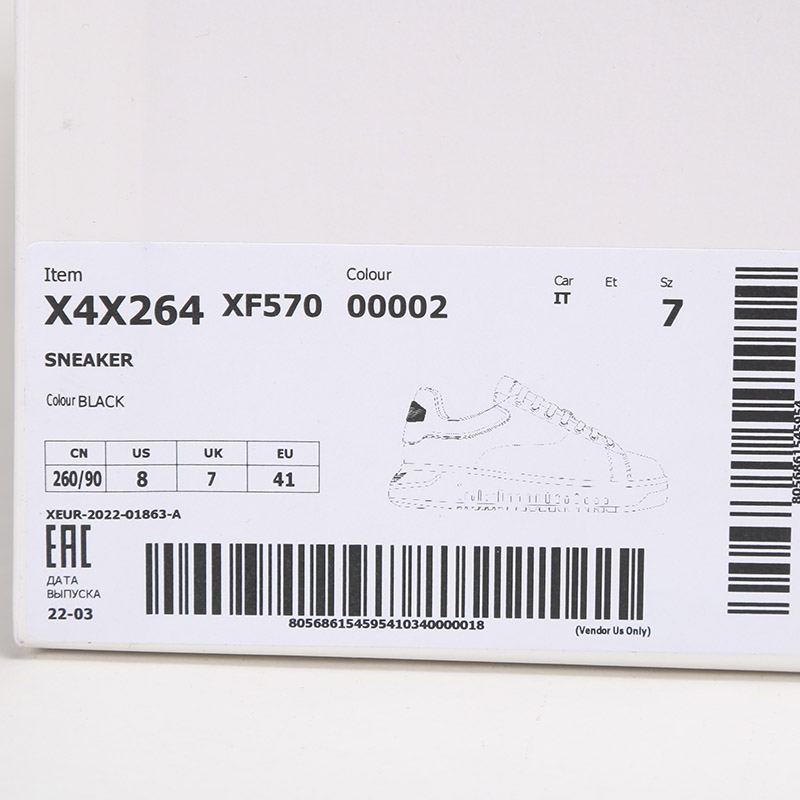 Item Colour Car Et Sz
X4X264 XF570 00002 IT 7
SNEAKER
Colour BLACK
CN US UK EU
260/90 8 7 41
XEUR-2022-01863-A
EAC
ДАТА
ВЫПУСКА
22-03
805686154595410340000018
(Vendor Us Only)
8056861545954